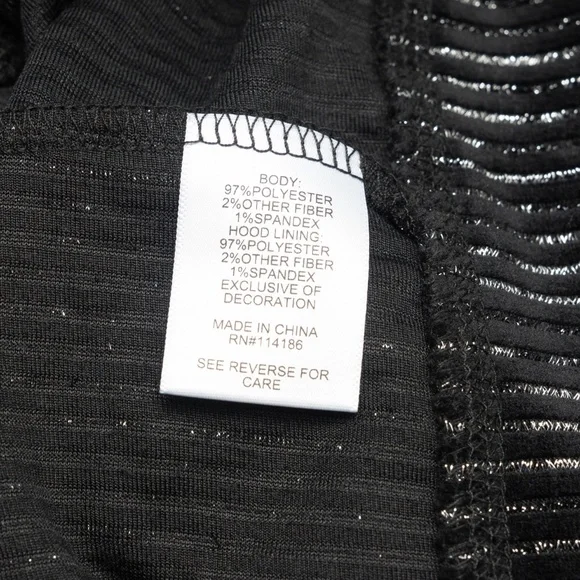 BODY:
97%POLYESTER
2%OTHER FIBER
1%SPANDEX
HOOD LINING:
97%POLYESTER
2%OTHER FIBER
1%SPANDEX
EXCLUSIVE OF
DECORATION
MADE IN CHINA
RN#114186
SEE REVERSE FOR
CARE